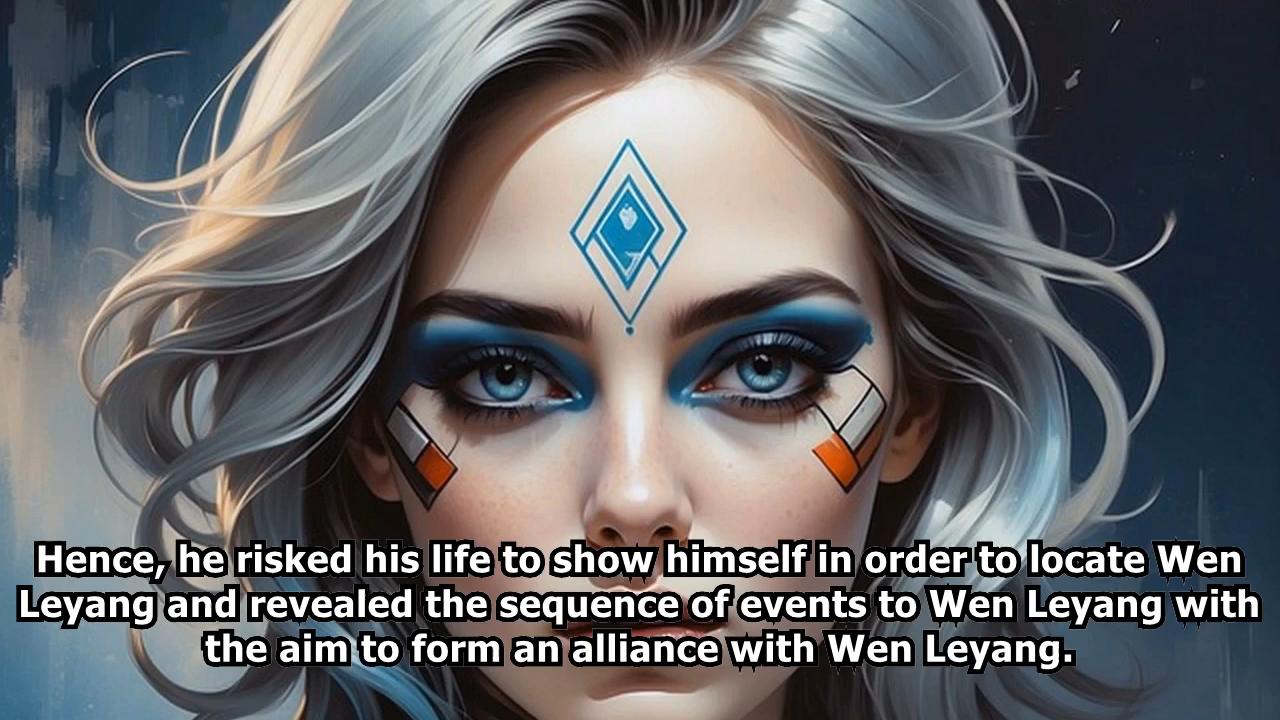 Hence, he risked his life to show himself in order to locate Wen
Leyang and revealed the sequence of events to Wen Leyang with
the aim to form an alliance with Wen Leyang.